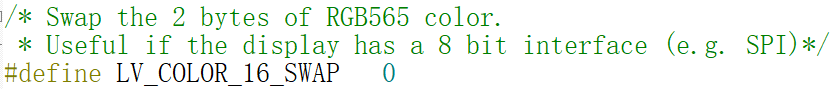 /* Swap the 2 bytes of RGB565 color.
 * Useful if the display has a 8 bit interface (e.g. SPI)*/
#define LV_COLOR_16_SWAP   0